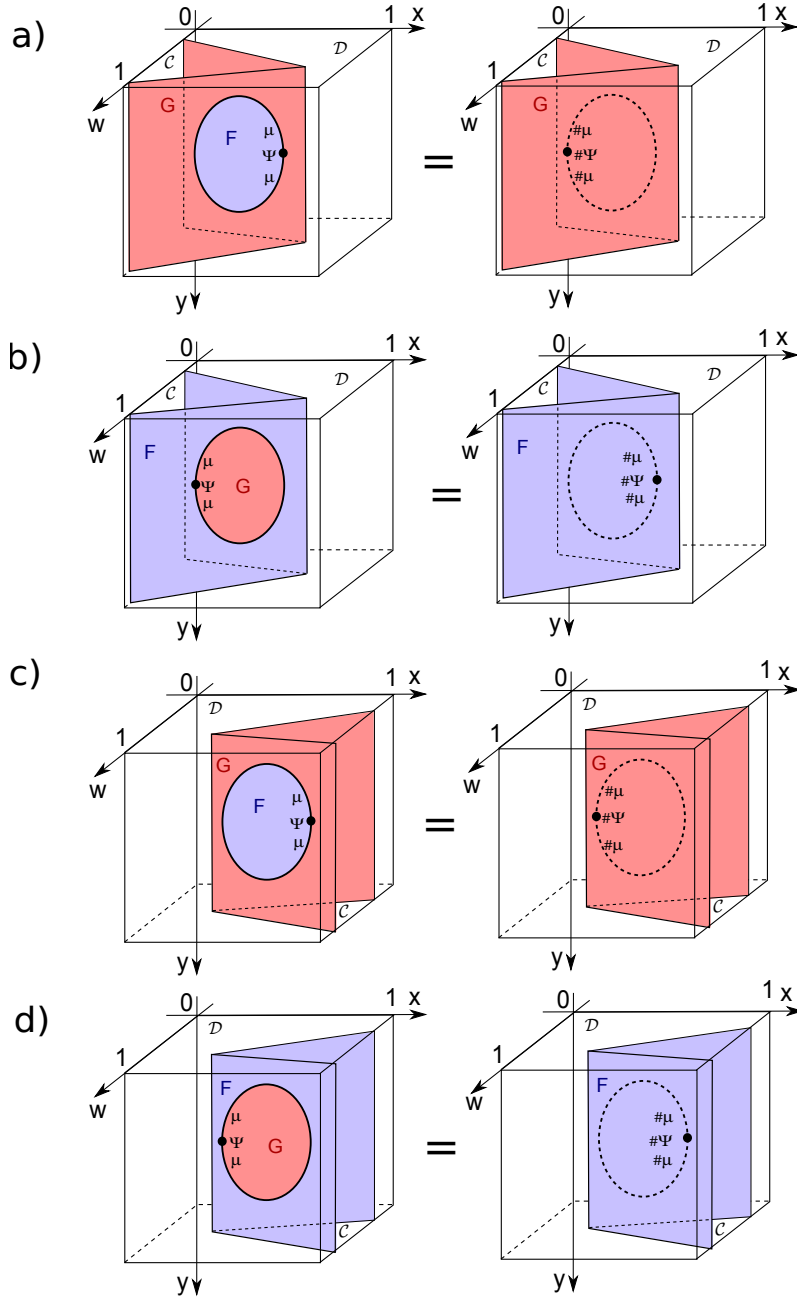 a)
0 1 x 0 1 x
C D C D
1 1
w G w G
F μ #μ
Ψ = #Ψ
μ #μ
y
b)
0 1 x 0 1 x
C D C D
1 1
w F w F
μ #μ
Ψ G = #Ψ
μ #μ
y y
c)
0 1 x 0 1 x
D D
1 1
w G w G
μ #μ
F Ψ = #Ψ
μ #μ
C C
y y
d)
0 1 x 0 1 x
D D
1 1
w F w F
μ #μ
Ψ G = #Ψ
μ #μ
C C
y y